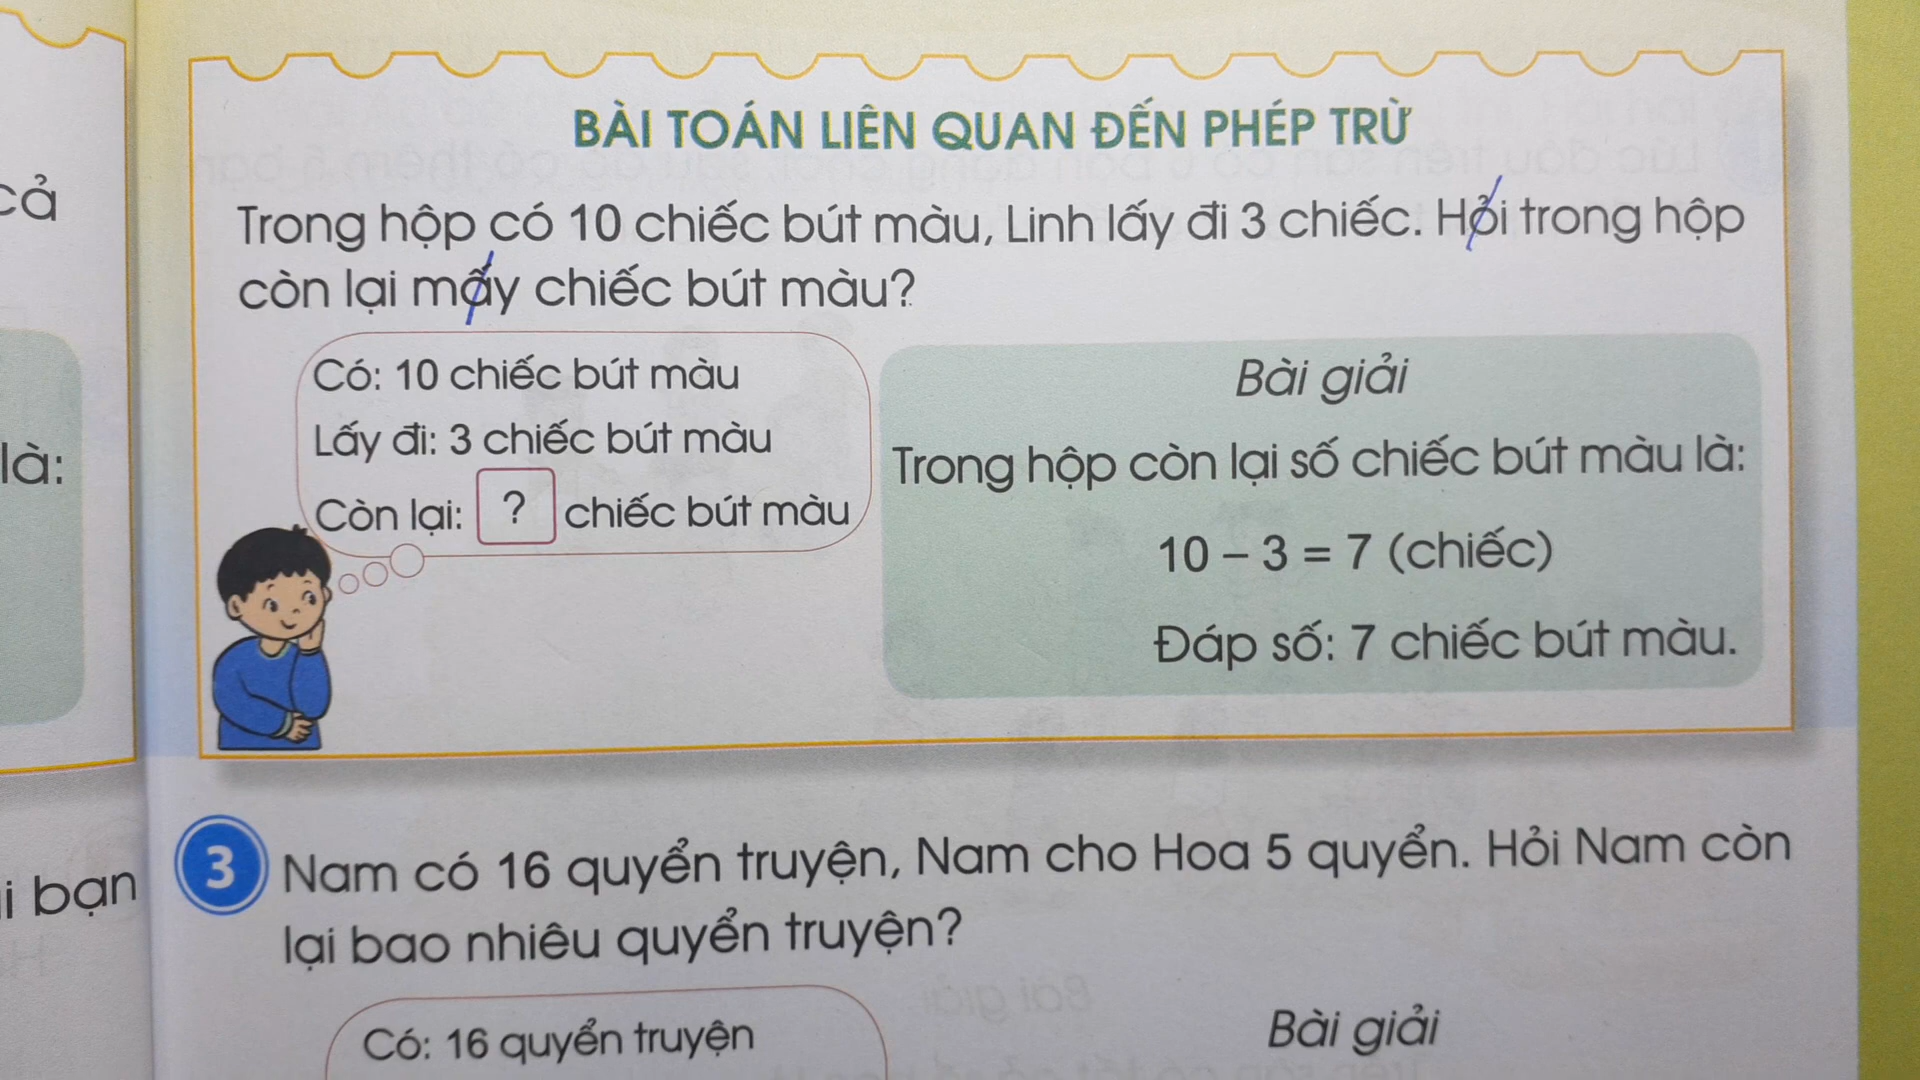 cả
là:
i bạn
BÀI TOÁN LIÊN QUAN ĐẾN PHÉP TRỪ
Trong hộp có 10 chiếc bút màu, Linh lấy đi 3 chiếc. Hỏi trong hộp
còn lại mấy chiếc bút màu?
Có: 10 chiếc bút màu
Lấy đi: 3 chiếc bút màu
Còn lại: ? chiếc bút màu
Bài giải
Trong hộp còn lại số chiếc bút màu là:
10 – 3 = 7 (chiếc)
Đáp số: 7 chiếc bút màu.
3 Nam có 16 quyển truyện, Nam cho Hoa 5 quyển. Hỏi Nam còn
lại bao nhiêu quyển truyện?
Có: 16 quyển truyện
Bài giải